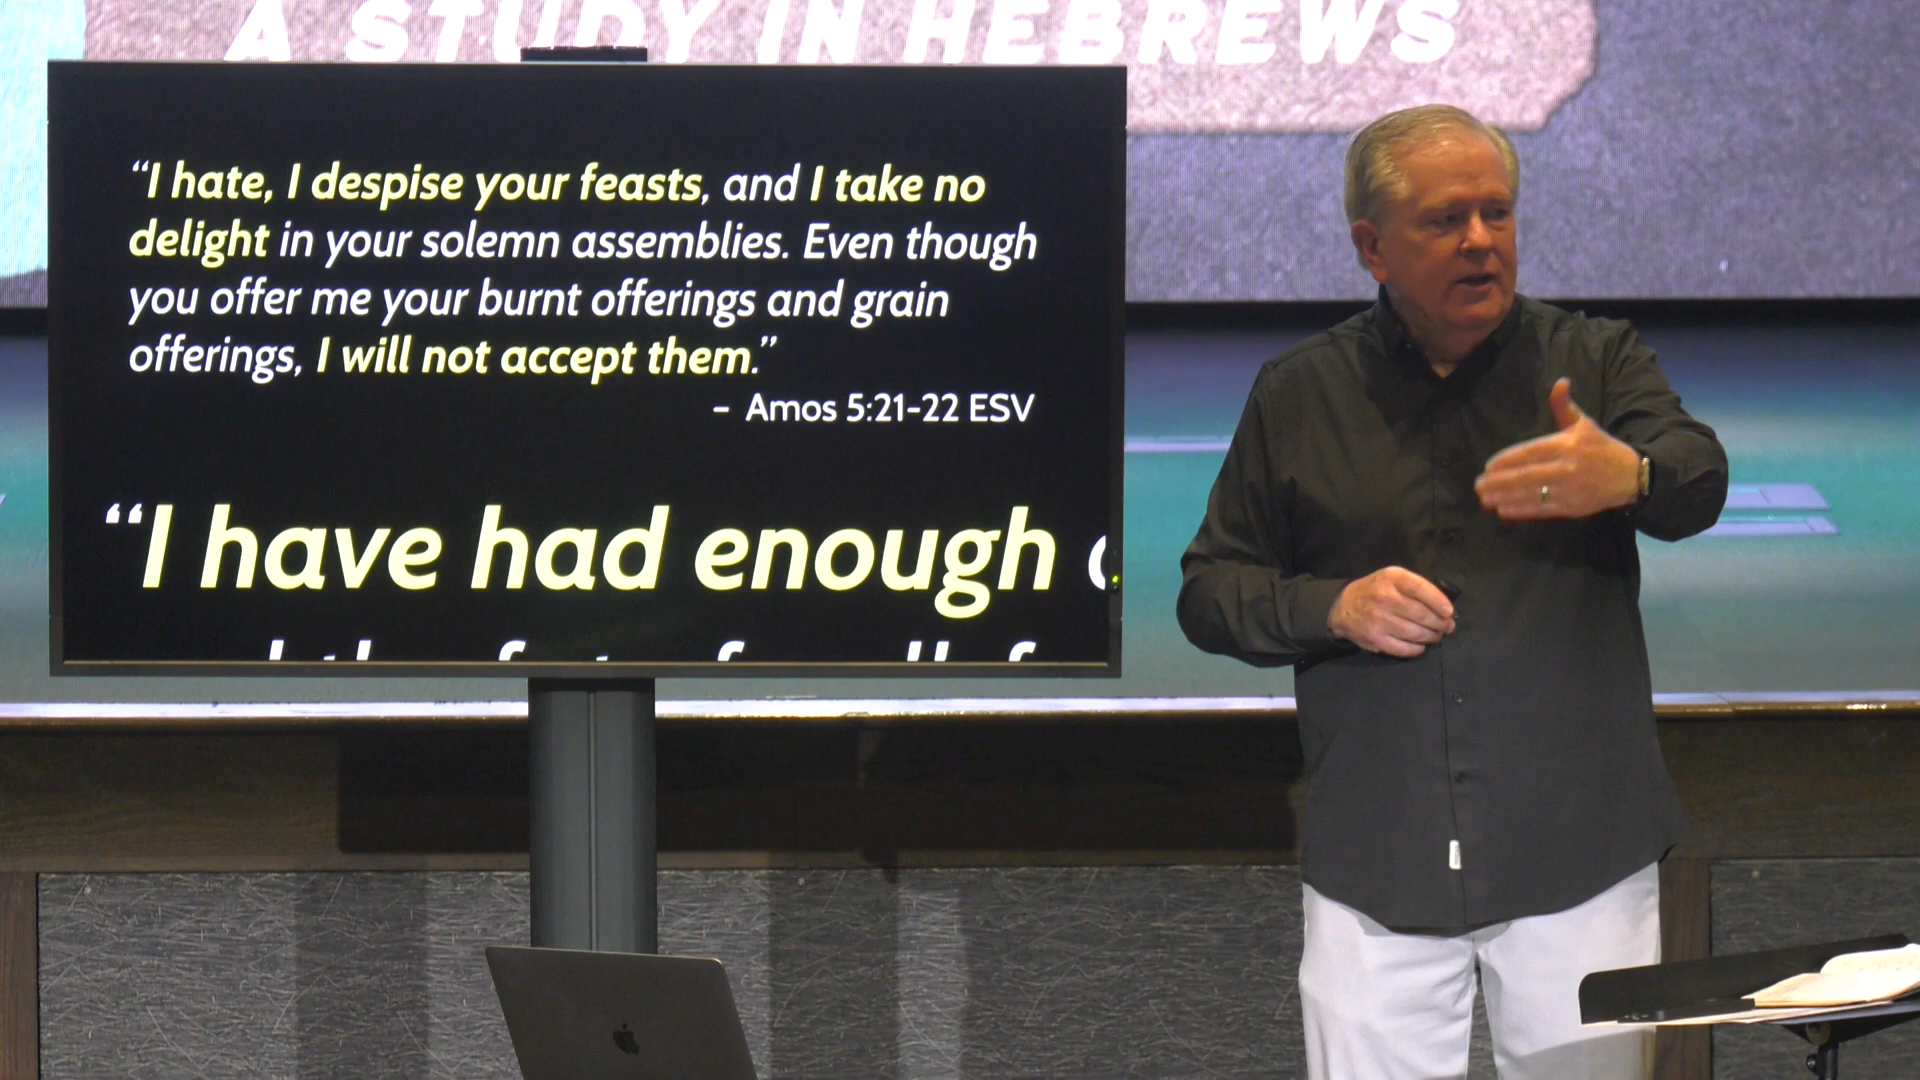 A STUDY IN HEBREWS
“I hate, I despise your feasts, and I take no
delight in your solemn assemblies. Even though
you offer me your burnt offerings and grain
offerings, I will not accept them.”
– Amos 5:21-22 ESV
“I have had enough